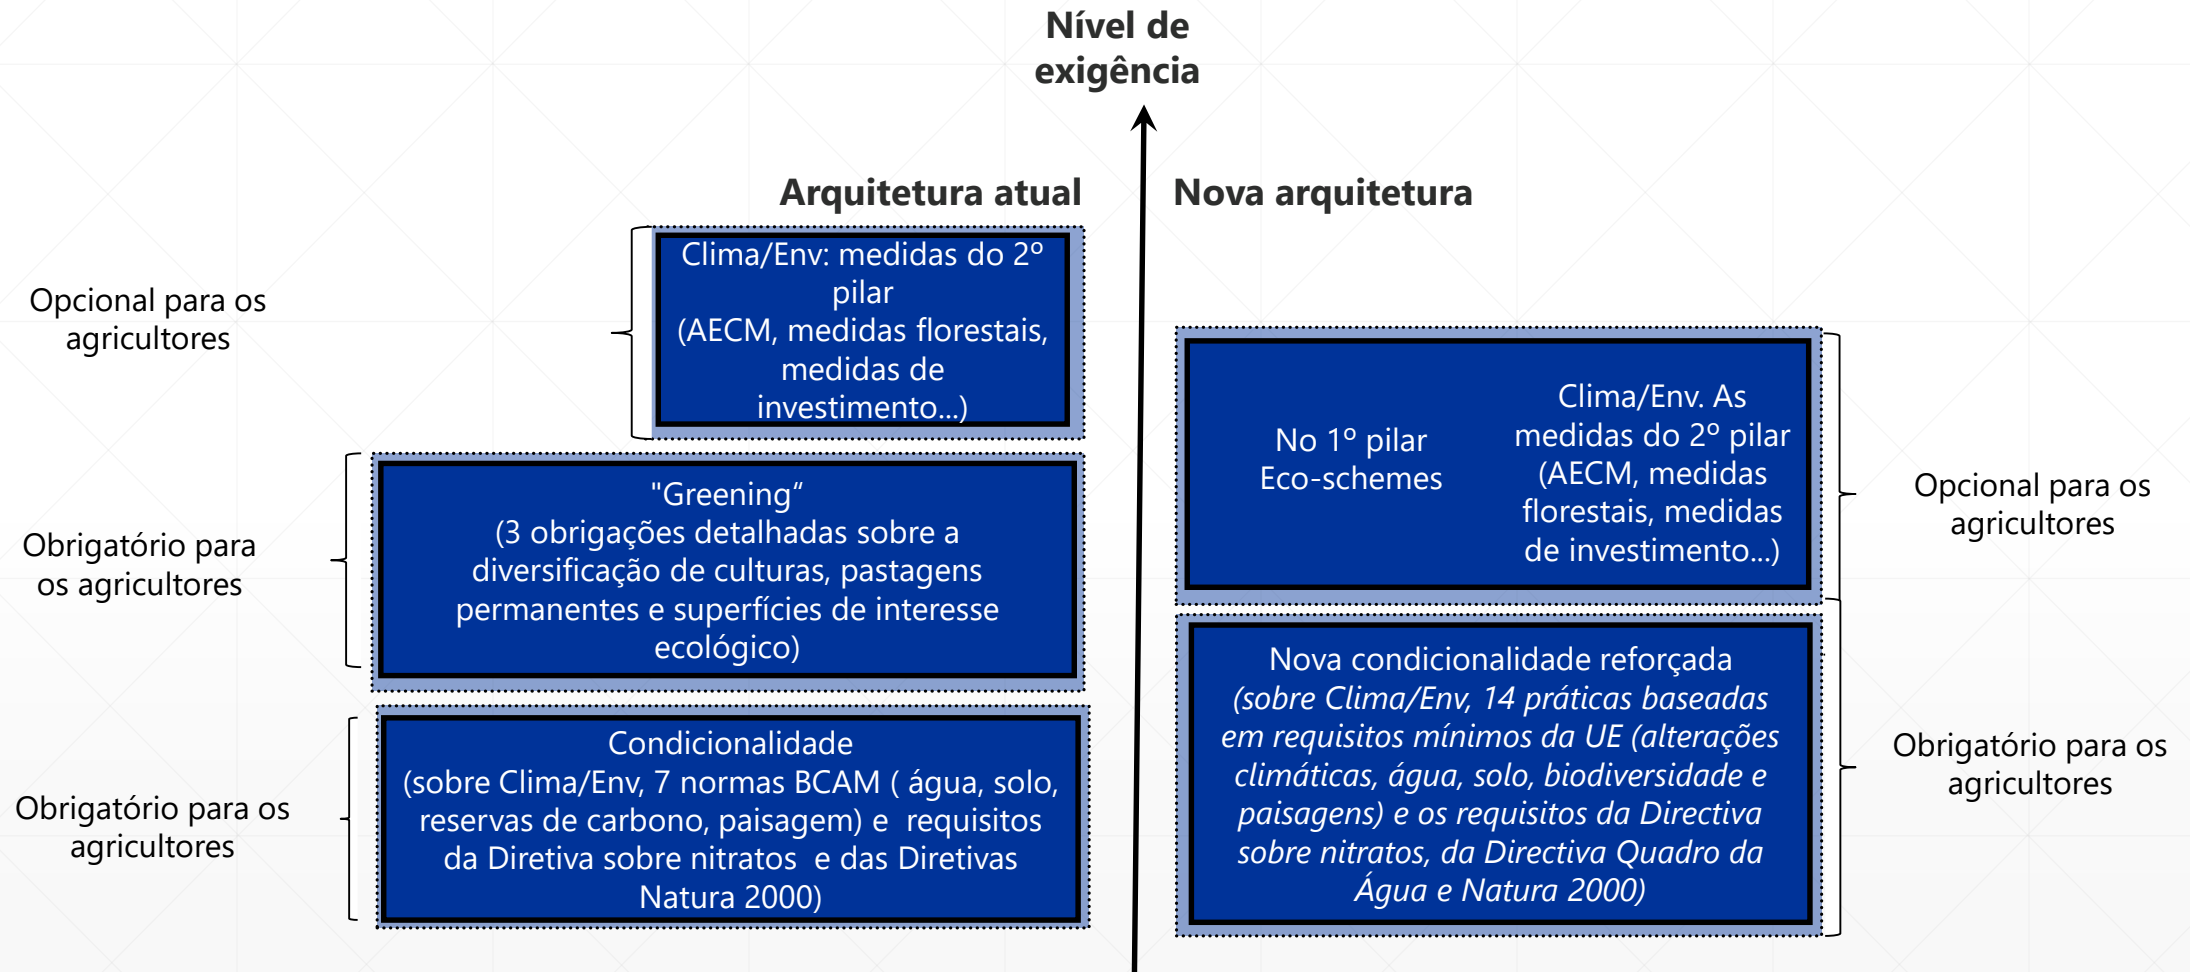 Nível de
exigência
Arquitetura atual
Nova arquitetura
Opcional para os
agricultores
Clima/Env: medidas do 2º
pilar
(AECM, medidas florestais,
medidas de
investimento...)
Obrigatório para
os agricultores
"Greening“
(3 obrigações detalhadas sobre a
diversificação de culturas, pastagens
permanentes e superfícies de interesse
ecológico)
Obrigatório para os
agricultores
Condicionalidade
(sobre Clima/Env, 7 normas BCAM ( água, solo,
reservas de carbono, paisagem) e requisitos
da Diretiva sobre nitratos e das Diretivas
Natura 2000)
No 1º pilar
Eco-schemes
Clima/Env. As
medidas do 2º pilar
(AECM, medidas
florestais, medidas
de investimento...)
Opcional para os
agricultores
Nova condicionalidade reforçada
(sobre Clima/Env, 14 práticas baseadas
em requisitos mínimos da UE (alterações
climáticas, água, solo, biodiversidade e
paisagens) e os requisitos da Directiva
sobre nitratos, da Directiva Quadro da
Água e Natura 2000)
Obrigatório para os
agricultores